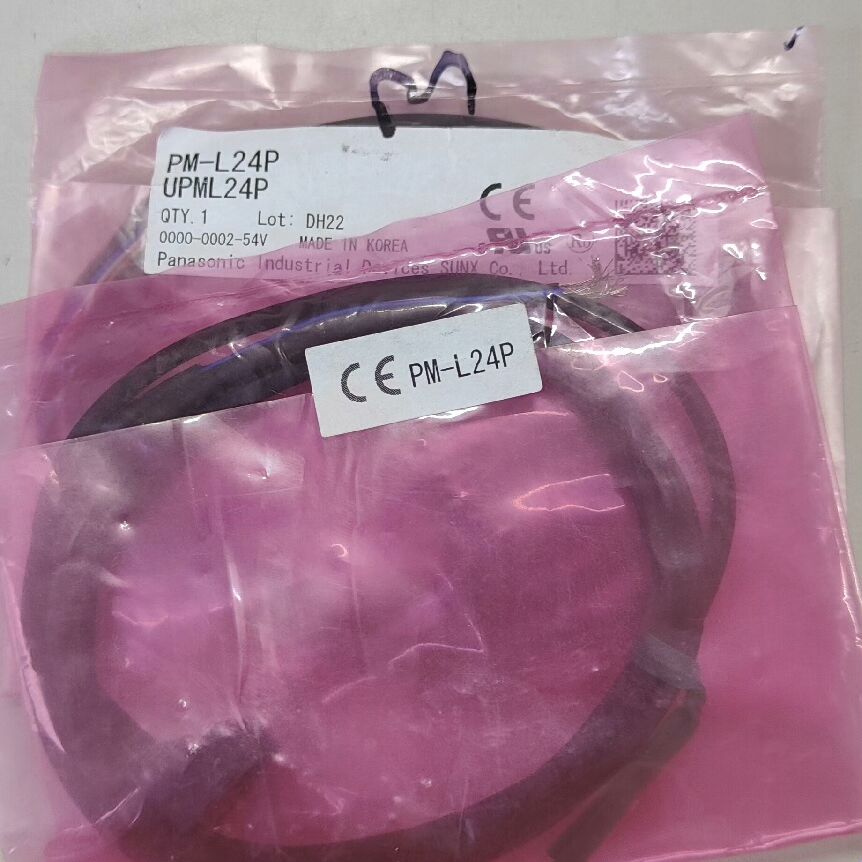 PM-L24P
UPML24P
QTY.1 Lot: DH22
0000-0002-54V MADE IN KOREA
Panasonic Industrial Devices SUNX Co., Ltd.
CE
US
CE PM-L24P